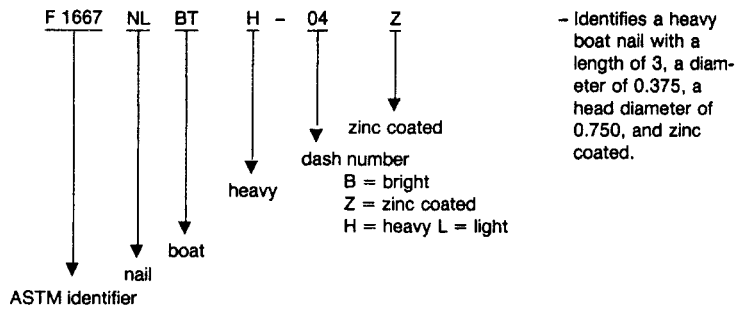 F 1667 NL BT H - 04 Z
– Identifies a heavy
boat nail with a
length of 3, a diam-
eter of 0.375, a
head diameter of
0.750, and zinc
coated.
zinc coated
dash number
B = bright
Z = zinc coated
H = heavy L = light
heavy
boat
nail
ASTM identifier